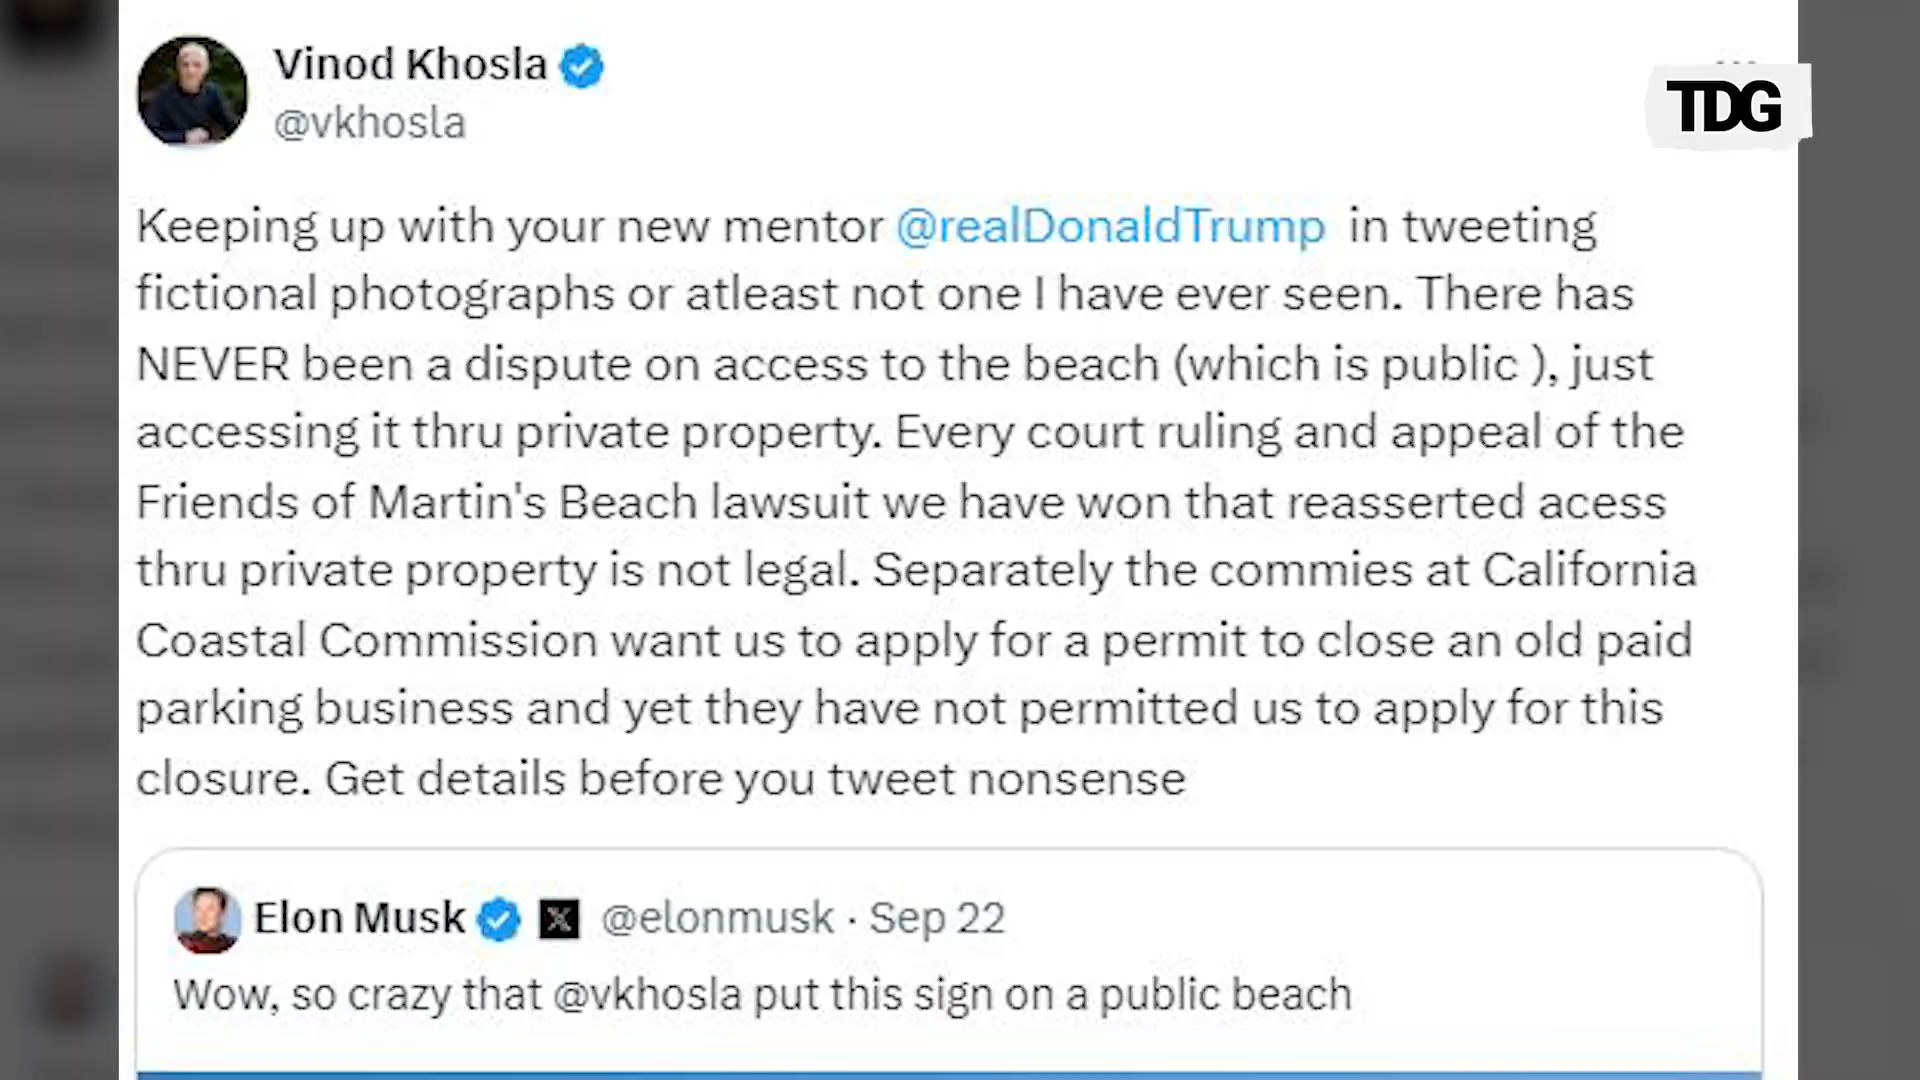 Vinod Khosla
@vkhosla
TDG
Keeping up with your new mentor @realDonaldTrump in tweeting
fictional photographs or atleast not one I have ever seen. There has
NEVER been a dispute on access to the beach (which is public ), just
accessing it thru private property. Every court ruling and appeal of the
Friends of Martin's Beach lawsuit we have won that reasserted acess
thru private property is not legal. Separately the commies at California
Coastal Commission want us to apply for a permit to close an old paid
parking business and yet they have not permitted us to apply for this
closure. Get details before you tweet nonsense
Elon Musk X @elonmusk · Sep 22
Wow, so crazy that @vkhosla put this sign on a public beach